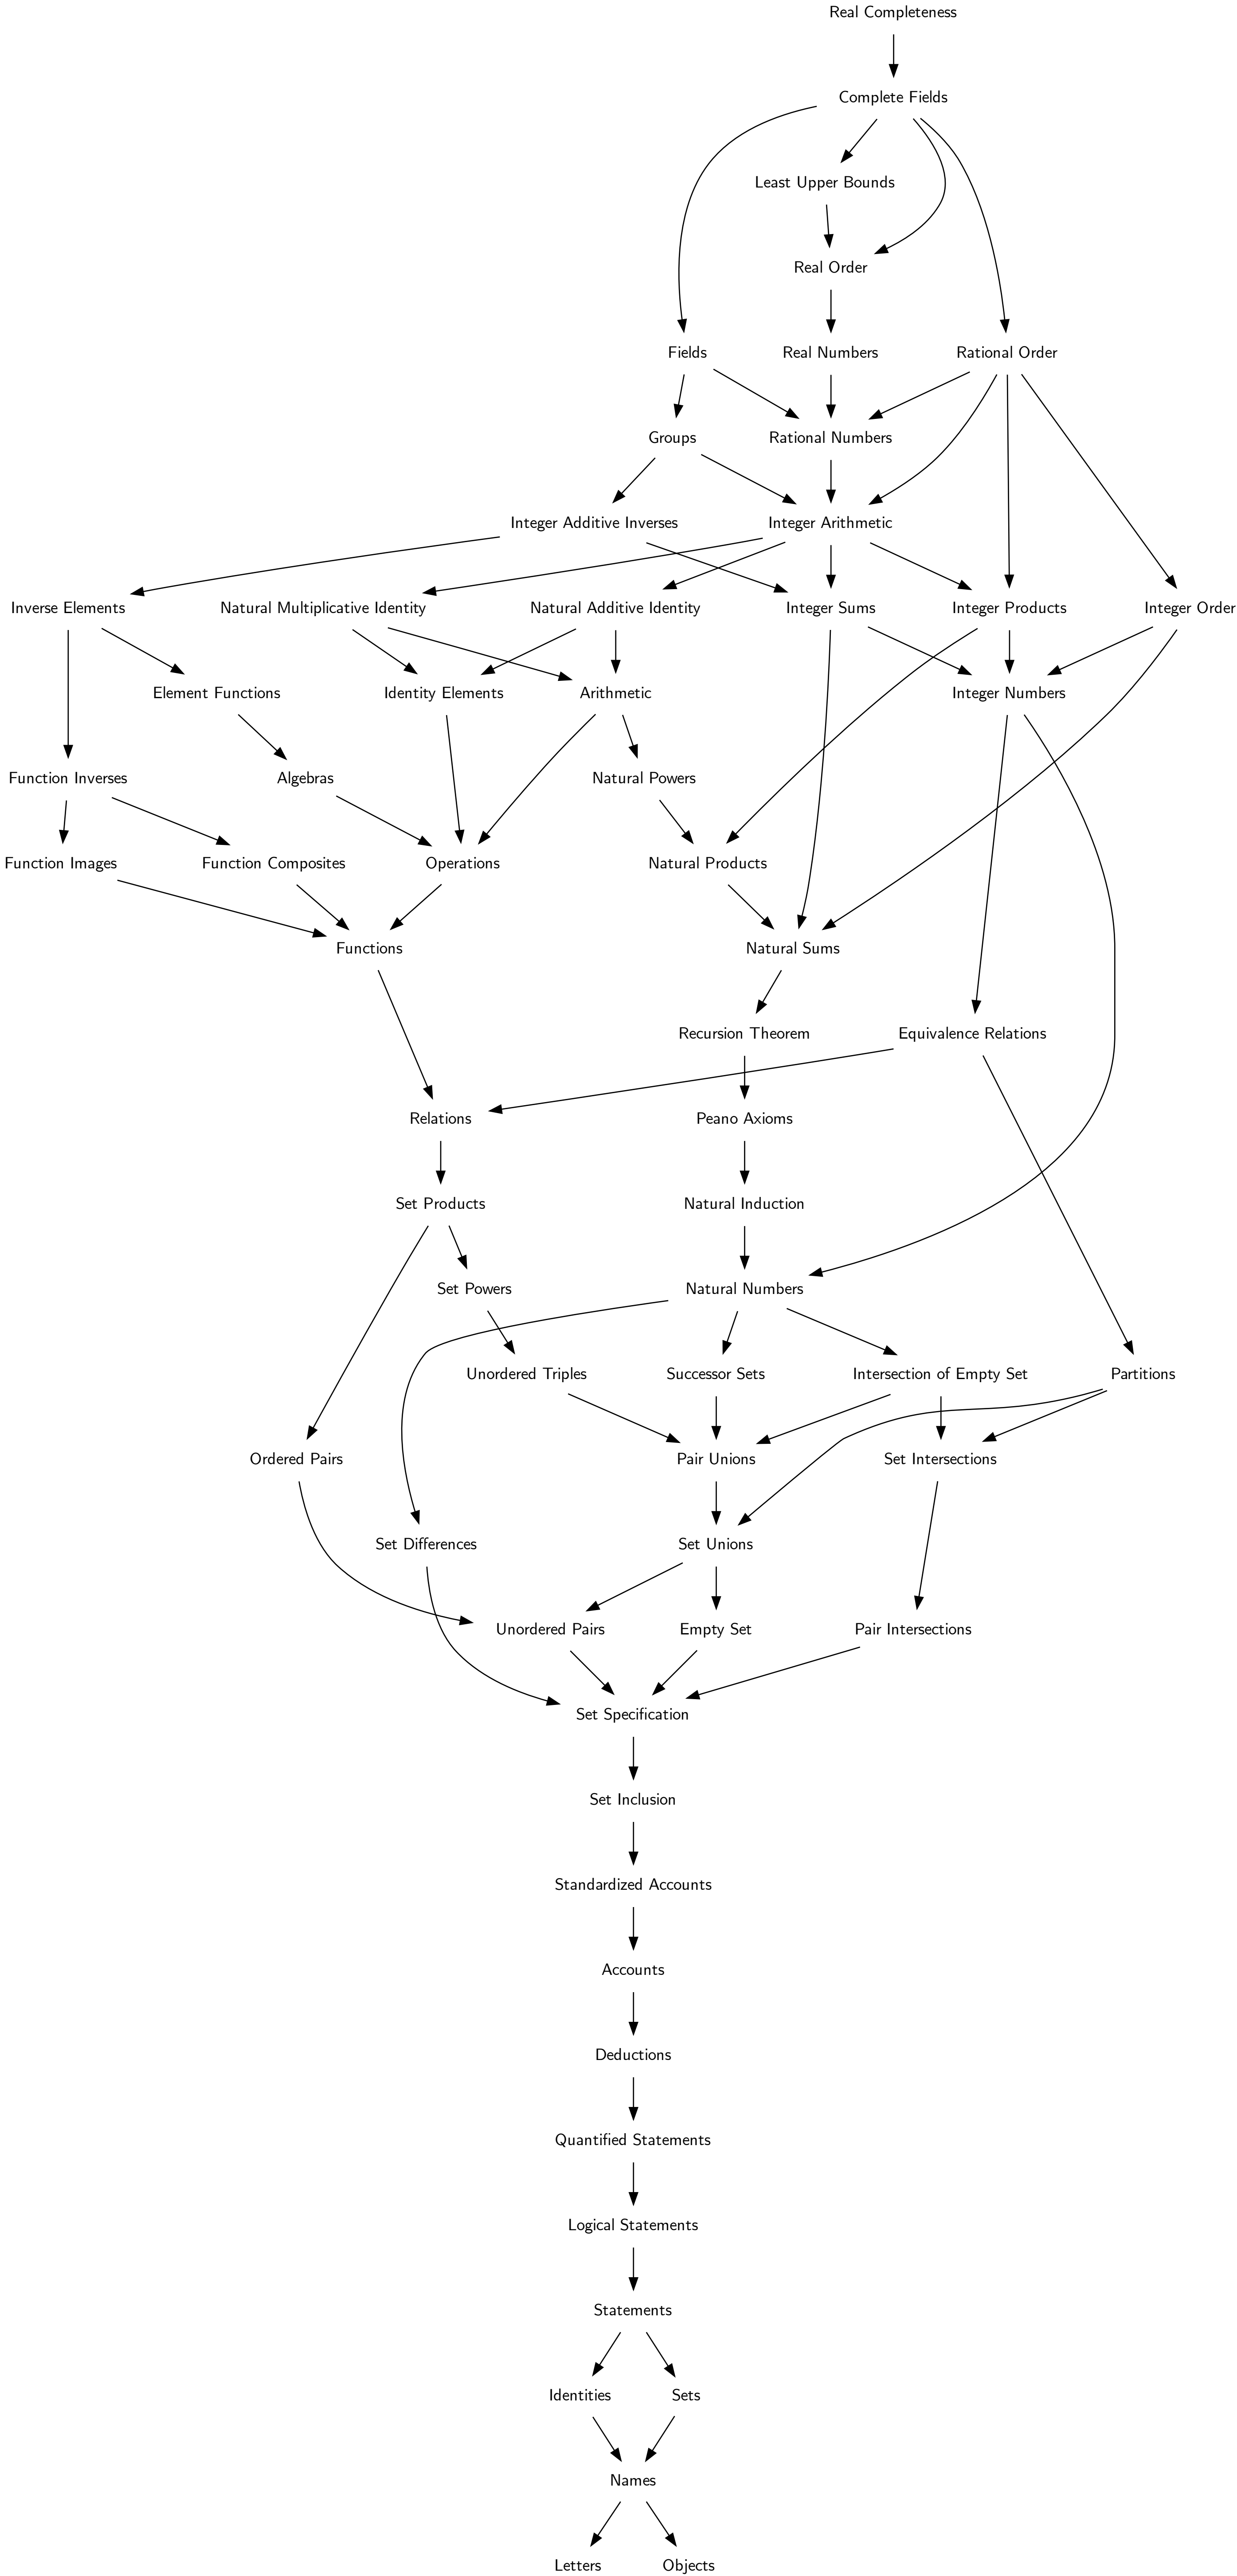 Real Completeness
Complete Fields
Least Upper Bounds
Real Order
Fields
Real Numbers
Rational Order
Groups
Rational Numbers
Integer Additive Inverses
Integer Arithmetic
Inverse Elements
Natural Multiplicative Identity
Natural Additive Identity
Integer Sums
Integer Products
Integer Order
Element Functions
Identity Elements
Arithmetic
Integer Numbers
Function Inverses
Algebras
Natural Powers
Function Images
Function Composites
Operations
Natural Products
Functions
Natural Sums
Recursion Theorem
Equivalence Relations
Relations
Peano Axioms
Set Products
Natural Induction
Set Powers
Natural Numbers
Unordered Triples
Successor Sets
Intersection of Empty Set
Partitions
Ordered Pairs
Pair Unions
Set Intersections
Set Differences
Set Unions
Unordered Pairs
Empty Set
Pair Intersections
Set Specification
Set Inclusion
Standardized Accounts
Accounts
Deductions
Quantified Statements
Logical Statements
Statements
Identities
Sets
Names
Letters
Objects